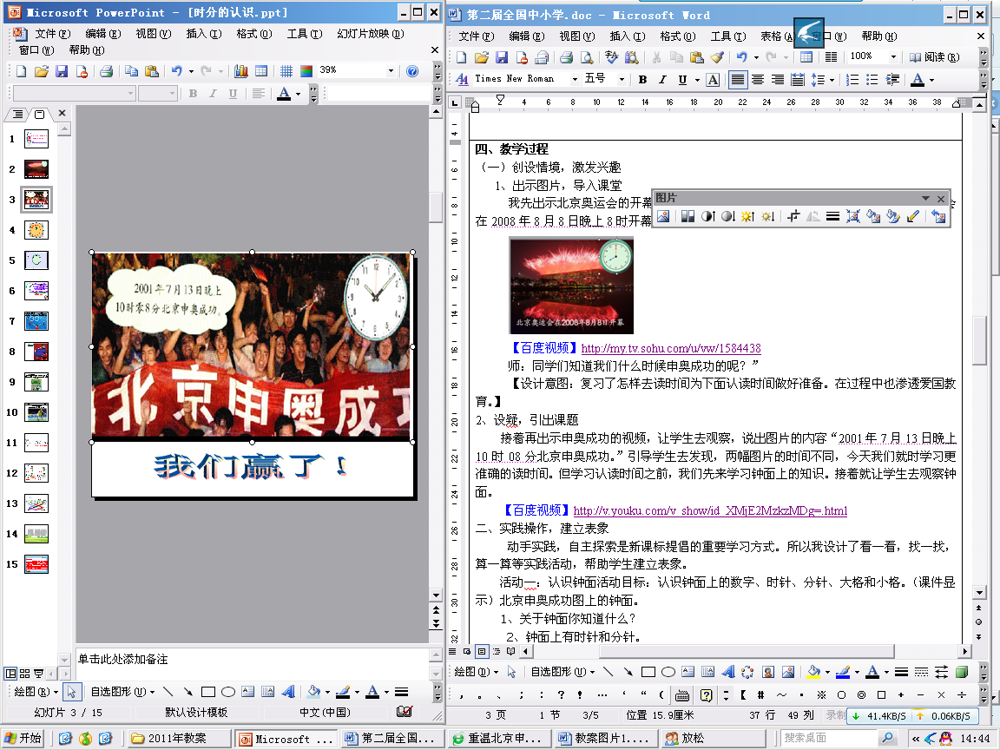 Microsoft PowerPoint - [时分的认识.ppt]
文件(F) 编辑(E) 视图(V) 插入(I) 格式(O) 工具(T) 幻灯片放映(D)
窗口(W) 帮助(H)
39%
1
2
3
4
5
6
7
8
9
10
11
12
13
14
15
2001年7月13日晚上
10时零8分北京申奥成功。
北京申奥成功
我们赢了！
单击此处添加备注
绘图(R) 自选图形(U)
幻灯片 3 / 15 默认设计模板 中文(中国)
第二届全国中小学.doc - Microsoft Word
文件(F) 编辑(E) 视图(V) 插入(I) 格式(O) 工具(T) 表格(A) 窗口(W) 帮助(H)
100% 阅读(R)
Times New Roman 五号 B I U A
4 6 8 10 12 14 16 18 20 22 24 26 28 30 32 34 36 38
四、教学过程
（一）创设情境，激发兴趣
1、出示图片，导入课堂
我先出示北京奥运会的开幕
会
在 2008 年 8 月 8 日晚上 8 时开幕
图片
北京奥运会在2008年8月8日开幕
【百度视频】http://my.tv.sohu.com/u/vw/1584438
师：同学们知道我们什么时候申奥成功的呢？”
【设计意图：复习了怎样去读时间为下面认读时间做好准备。在过程中也渗透爱国教
育。】
2、设疑，引出课题
接着再出示申奥成功的视频，让学生去观察，说出图片的内容“2001 年 7 月 13 日晚上
10 时 08 分北京申奥成功。”引导学生去发现，两幅图片的时间不同，今天我们就时学习更
准确的读时间。但学习认读时间之前，我们先来学习钟面上的知识。接着就让学生去观察钟
面。
【百度视频】http://v.youku.com/v_show/id_XMjE2MzkzMDg=.html
二、实践操作，建立表象
动手实践，自主探索是新课标提倡的重要学习方式。所以我设计了看一看，找一找，
算一算等实践活动，帮助学生建立表象。
活动一：认识钟面活动目标：认识钟面上的数字、时针、分针、大格和小格。（课件显
示）北京申奥成功图上的钟面。
1、关于钟面你知道什么？
2、钟面上有时针和分针。
绘图(D) 自选图形(U)
3 页 1 节 3/5 位置 15.9厘米 37 行 49 列 录制
41.4KB/S 0.06KB/S
开始 2011年教案 Microsoft ... 第二届全国... 重温北京申... 教案图片1... 放松 搜索桌面 14:44